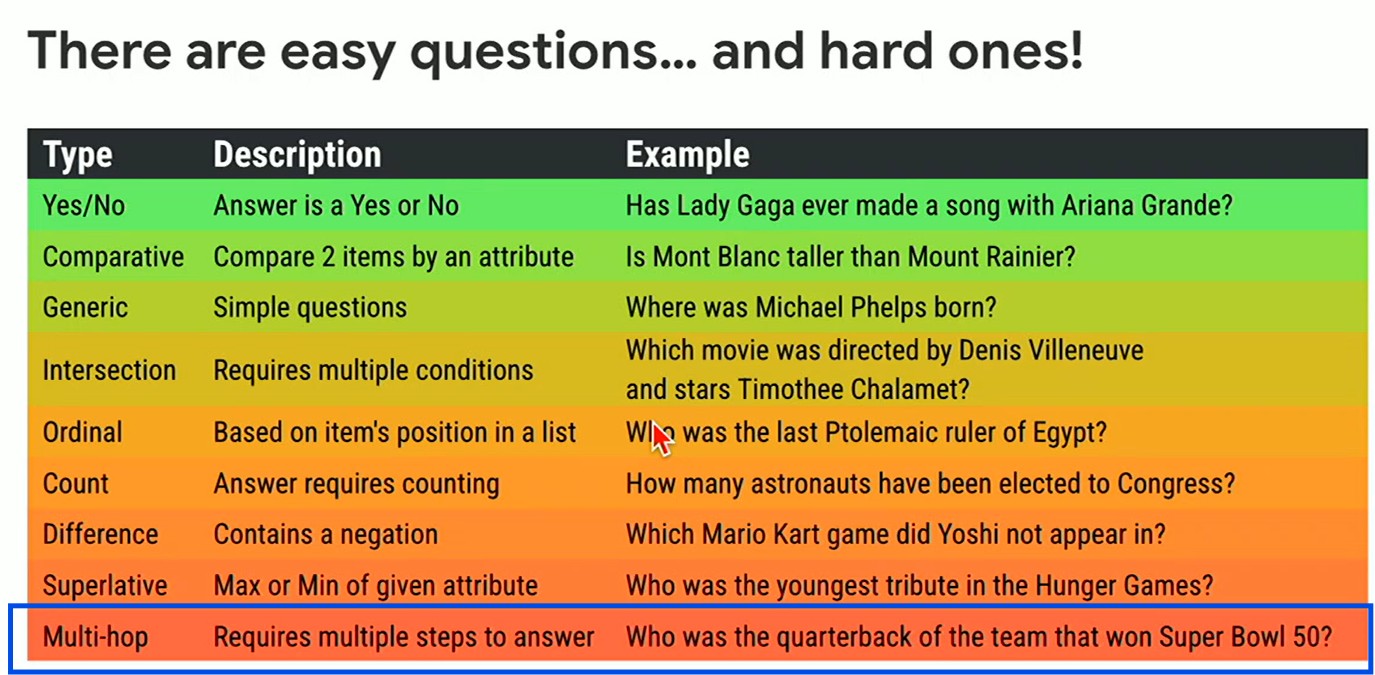 There are easy questions... and hard ones!
Type Description Example
Yes/No Answer is a Yes or No Has Lady Gaga ever made a song with Ariana Grande?
Comparative Compare 2 items by an attribute Is Mont Blanc taller than Mount Rainier?
Generic Simple questions Where was Michael Phelps born?
Intersection Requires multiple conditions Which movie was directed by Denis Villeneuve
and stars Timothee Chalamet?
Ordinal Based on item's position in a list Who was the last Ptolemaic ruler of Egypt?
Count Answer requires counting How many astronauts have been elected to Congress?
Difference Contains a negation Which Mario Kart game did Yoshi not appear in?
Superlative Max or Min of given attribute Who was the youngest tribute in the Hunger Games?
Multi-hop Requires multiple steps to answer Who was the quarterback of the team that won Super Bowl 50?